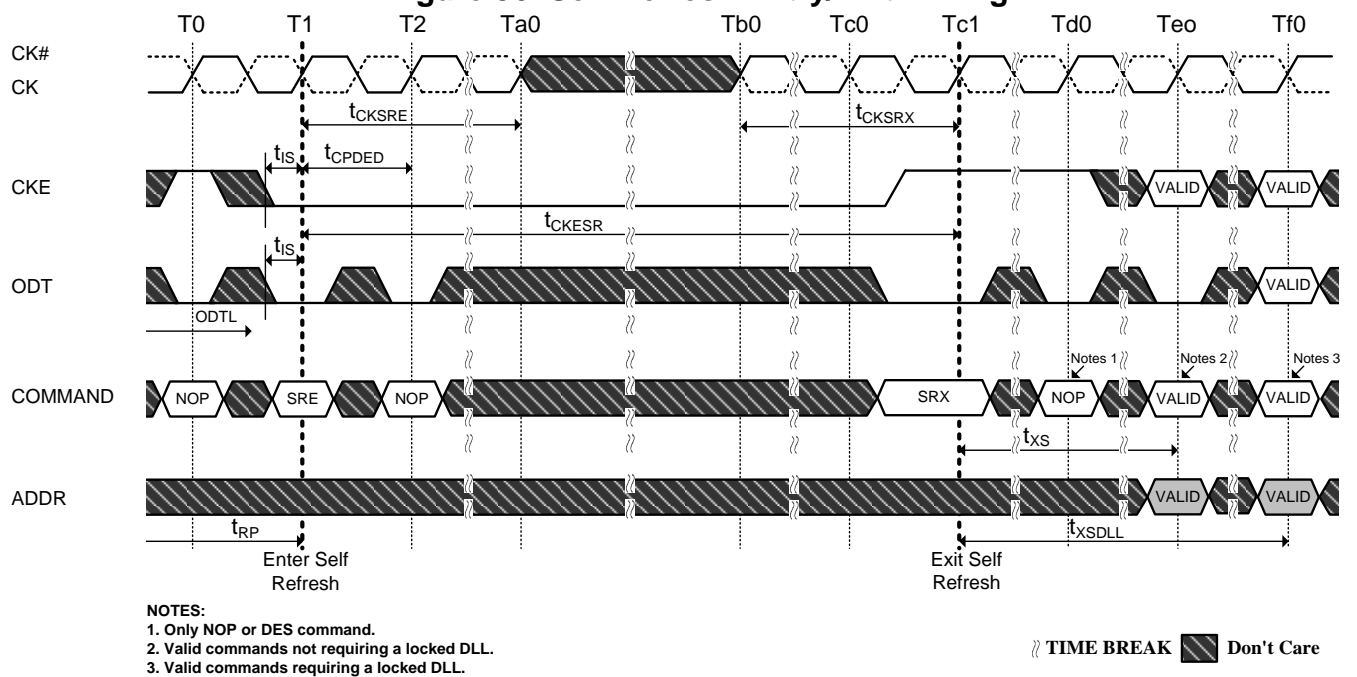 T0 T1 T2 Ta0 Tb0 Tc0 Tc1 Td0 Te0 Tf0
CK#
CK
tCKSRE tCKSRX
tIS tCPDED
CKE VALID VALID
tCKESR
tIS
ODT VALID
ODTL
Notes 1 Notes 2 Notes 3
COMMAND NOP SRE NOP SRX NOP VALID VALID
tXS
ADDR VALID VALID
tRP tXSDLL
Enter Self Exit Self
Refresh Refresh
NOTES:
1. Only NOP or DES command.
2. Valid commands not requiring a locked DLL.
3. Valid commands requiring a locked DLL.
TIME BREAK Don't Care